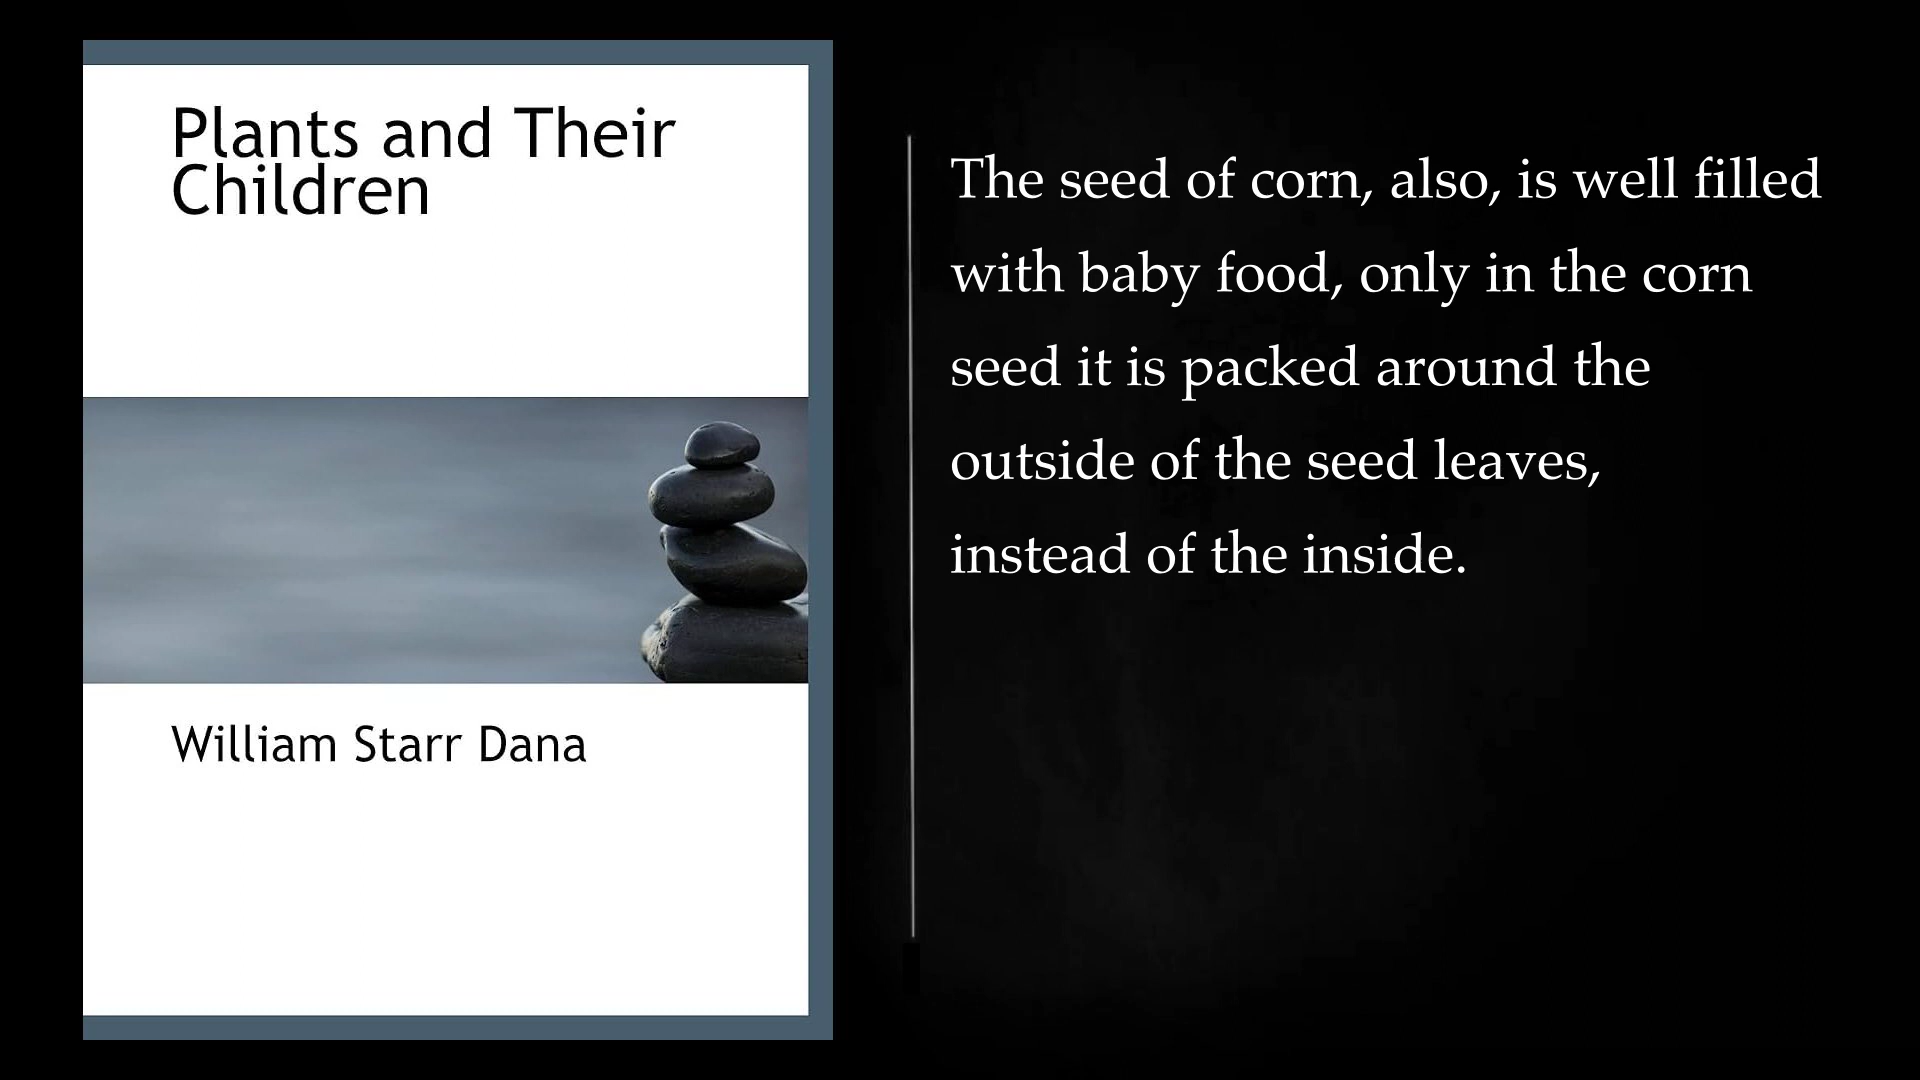 Plants and Their
Children
William Starr Dana
The seed of corn, also, is well filled
with baby food, only in the corn
seed it is packed around the
outside of the seed leaves,
instead of the inside.